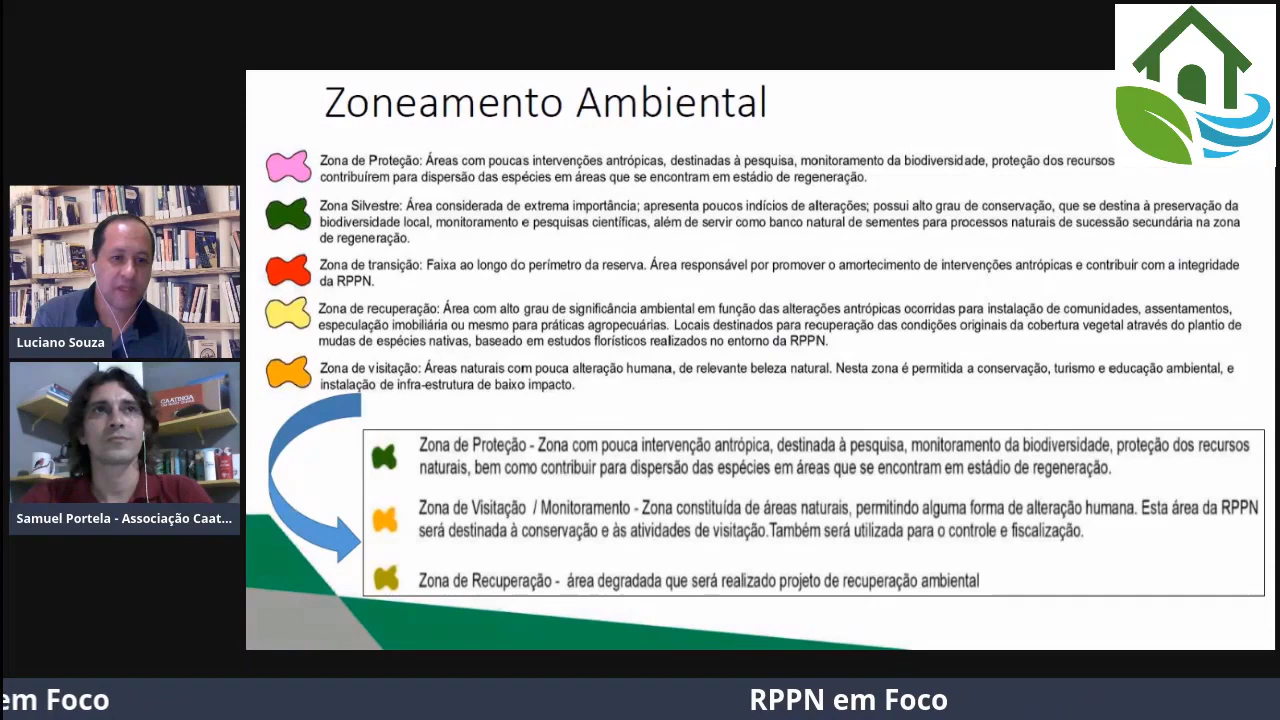 Zoneamento Ambiental
Zona de Proteção: Áreas com poucas intervenções antrópicas, destinadas à pesquisa, monitoramento da biodiversidade, proteção dos recursos
contribuírem para dispersão das espécies em áreas que se encontram em estádio de regeneração.
Zona Silvestre: Área considerada de extrema importância; apresenta poucos indícios de alterações; possui alto grau de conservação, que se destina à preservação da
biodiversidade local, monitoramento e pesquisas científicas, além de servir como banco natural de sementes para processos naturais de sucessão secundária na zona
de regeneração.
Zona de transição: Faixa ao longo do perímetro da reserva. Área responsável por promover o amortecimento de intervenções antrópicas e contribuir com a integridade
da RPPN.
Zona de recuperação: Área com alto grau de significância ambiental em função das alterações antrópicas ocorridas para instalação de comunidades, assentamentos,
especulação imobiliária ou mesmo para práticas agropecuárias. Locais destinados para recuperação das condições originais da cobertura vegetal através do plantio de
mudas de espécies nativas, baseado em estudos florísticos realizados no entorno da RPPN.
Zona de visitação: Áreas naturais com pouca alteração humana, de relevante beleza natural. Nesta zona é permitida a conservação, turismo e educação ambiental, e
instalação de infra-estrutura de baixo impacto.
Zona de Proteção - Zona com pouca intervenção antrópica, destinada à pesquisa, monitoramento da biodiversidade, proteção dos recursos
naturais, bem como contribuir para dispersão das espécies em áreas que se encontram em estádio de regeneração.
Zona de Visitação / Monitoramento - Zona constituída de áreas naturais, permitindo alguma forma de alteração humana. Esta área da RPPN
será destinada à conservação e às atividades de visitação.Também será utilizada para o controle e fiscalização.
Zona de Recuperação - área degradada que será realizado projeto de recuperação ambiental
Luciano Souza
CAATINGA
Samuel Portela - Associação Caat...
em Foco
RPPN em Foco